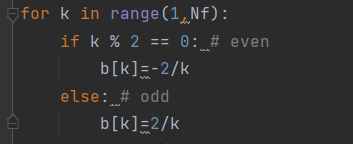 for k in range(1,Nf):
    if k % 2 == 0: # even
        b[k]=-2/k
    else: # odd
        b[k]=2/k